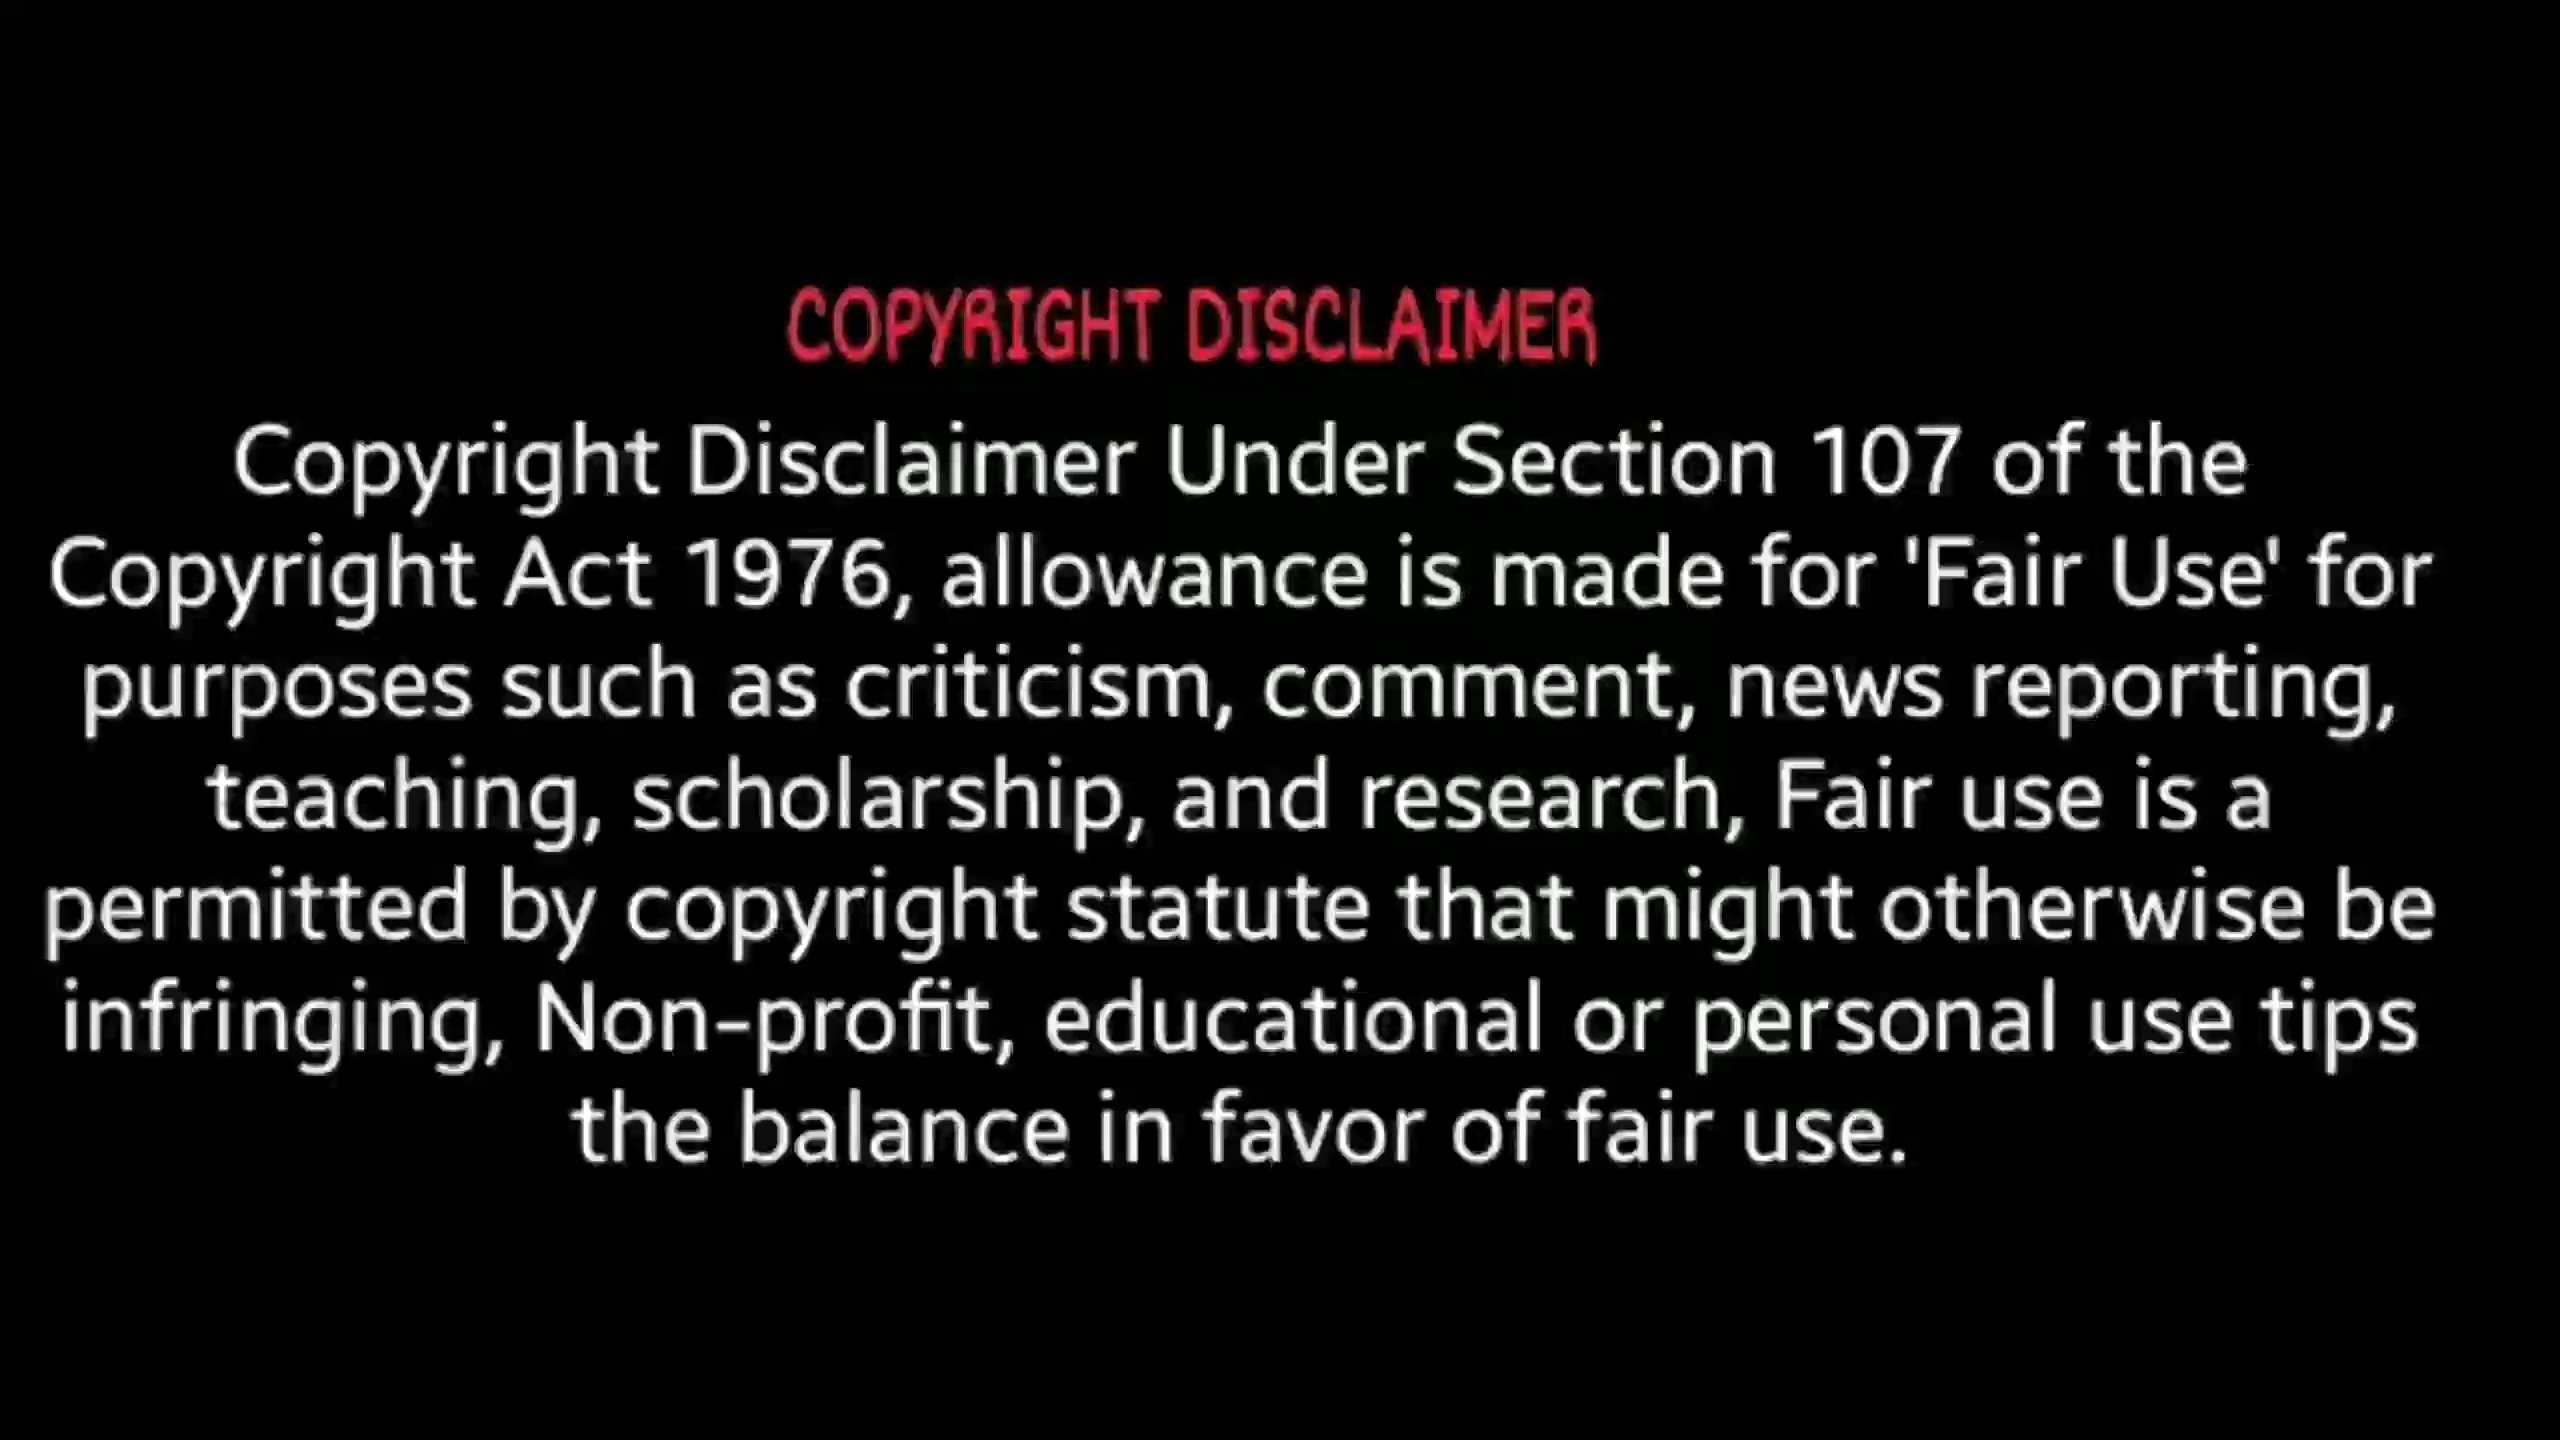 COPYRIGHT DISCLAIMER
Copyright Disclaimer Under Section 107 of the
Copyright Act 1976, allowance is made for 'Fair Use' for
purposes such as criticism, comment, news reporting,
teaching, scholarship, and research, Fair use is a
permitted by copyright statute that might otherwise be
infringing, Non-profit, educational or personal use tips
the balance in favor of fair use.